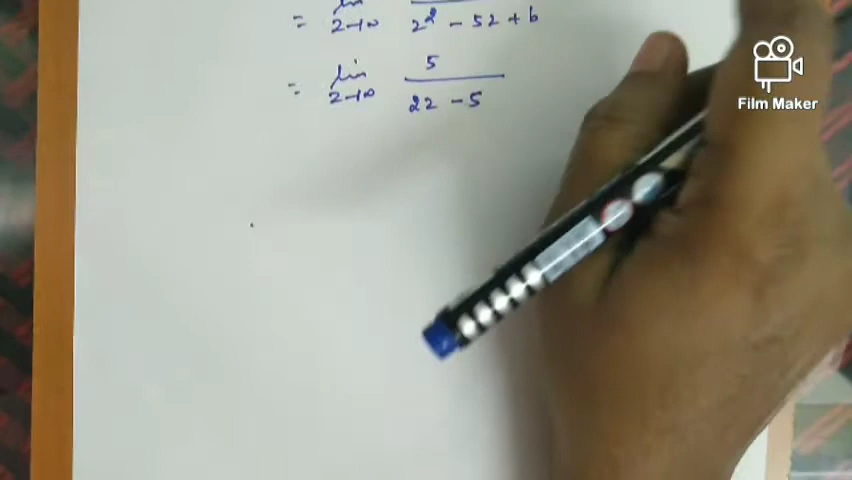 = lim z→∞ z² - 5z + 6
= lim z→∞ 5 / 2z - 5
Film Maker